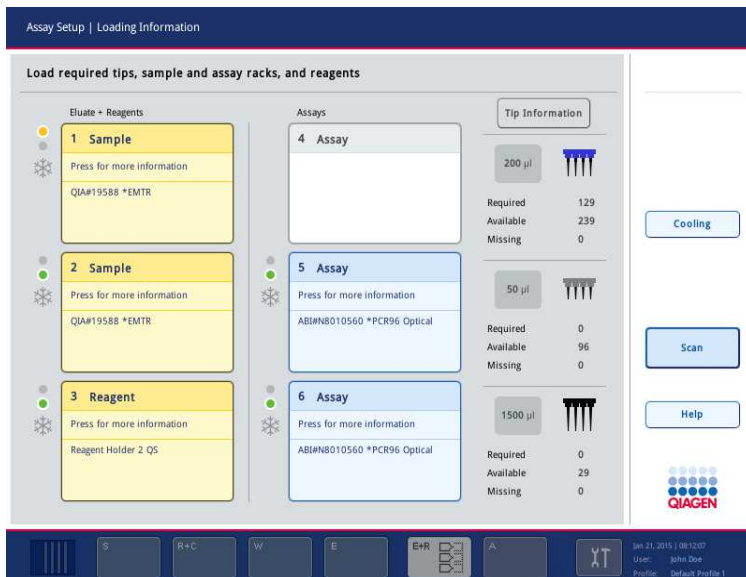 Assay Setup | Loading Information
Load required tips, sample and assay racks, and reagents
Eluate + Reagents
Assays
Tip Information
1 Sample
Press for more information
QIA#19588 *EMTR
4 Assay
200 µl
Required 129
Available 239
Missing 0
Cooling
2 Sample
Press for more information
QIA#19588 *EMTR
5 Assay
Press for more information
ABI#N8010560 *PCR96 Optical
50 µl
Required 0
Available 96
Missing 0
Scan
3 Reagent
Press for more information
Reagent Holder 2 QS
6 Assay
Press for more information
ABI#N8010560 *PCR96 Optical
1500 µl
Required 0
Available 29
Missing 0
Help
QIAGEN
S
R+C
W
E
E+R
A
Jan 21, 2015 | 08:12:07
User: John Doe
Profile: Default Profile 1